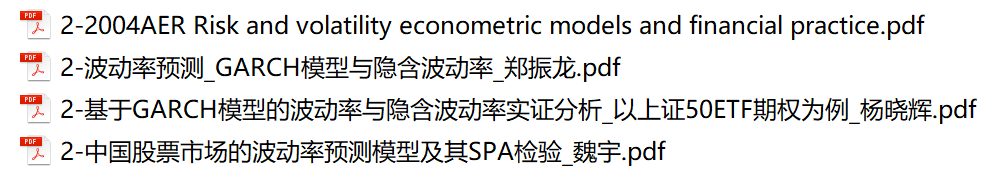 2-2004AER Risk and volatility econometric models and financial practice.pdf
2-波动率预测_GARCH模型与隐含波动率_郑振龙.pdf
2-基于GARCH模型的波动率与隐含波动率实证分析_以上证50ETF期权为例_杨晓辉.pdf
2-中国股票市场的波动率预测模型及其SPA检验_魏宇.pdf